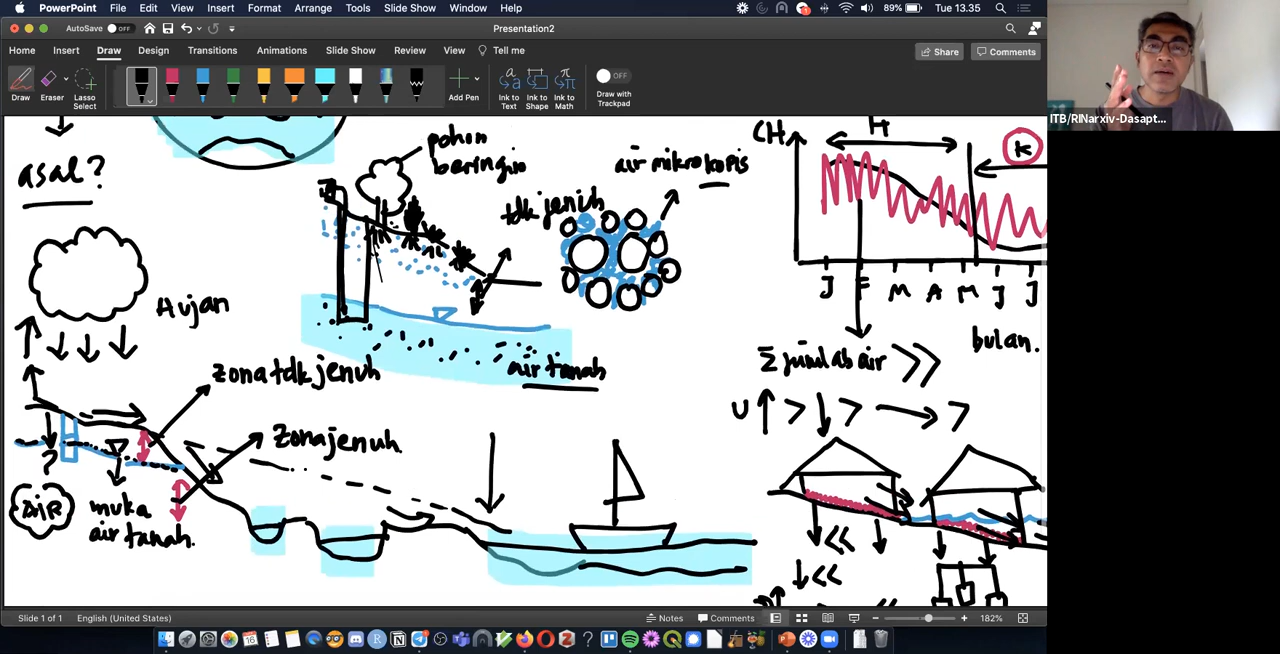 PowerPoint File Edit View Insert Format Arrange Tools Slide Show Window Help 89% Tue 13.35
AutoSave OFF Presentation2
Home Insert Draw Design Transitions Animations Slide Show Review View Tell me Share Comments
Draw Eraser Lasso Select Add Pen Ink to Text Ink to Shape Ink to Math Draw with Trackpad OFF
ITB/RINarxiv-Dasapt...
asal?
Hujan
pohon
beringin
tdk jenuh
air mikrokopis
air tanah
zona tdk jenuh
zona jenuh
AIR
?
muka
air tanah.
CH
H
K
J F M A M J J
bulan.
Σ jumlah air >>
U ↑ > ↓ > → >
↓ <<
↓ <<
Slide 1 of 1 English (United States) Notes Comments 182%